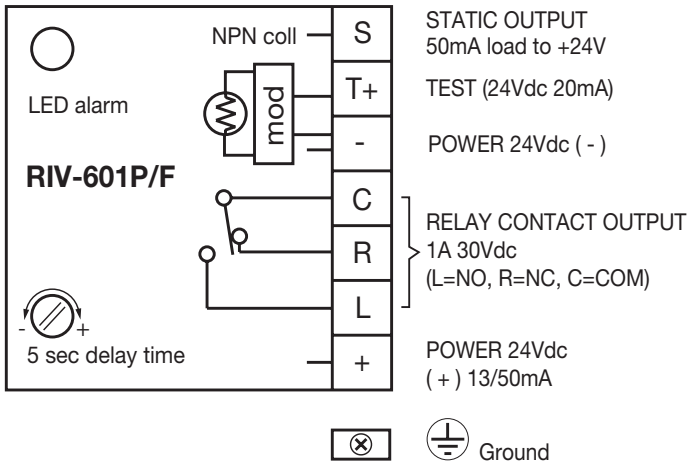 NPN coll
S
STATIC OUTPUT
50mA load to +24V
LED alarm
mod
T+
TEST (24Vdc 20mA)
-
POWER 24Vdc ( - )
RIV-601P/F
C
R
L
RELAY CONTACT OUTPUT
1A 30Vdc
(L=NO, R=NC, C=COM)
- +
5 sec delay time
+
POWER 24Vdc
( + ) 13/50mA
Ground